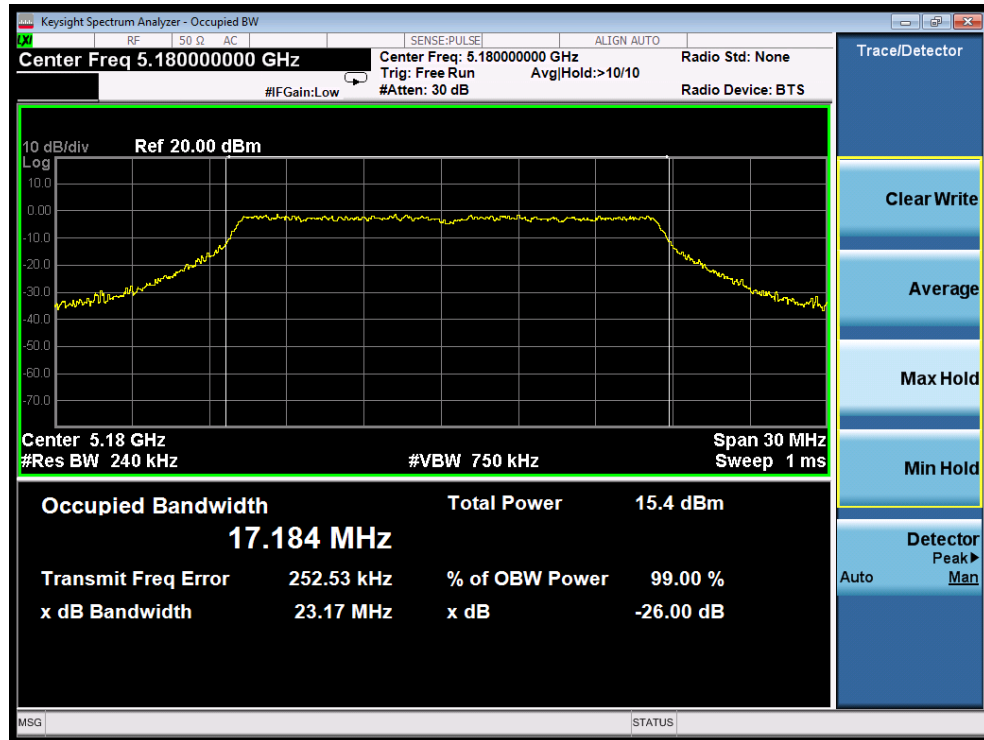 Keysight Spectrum Analyzer - Occupied BW
LXI RF 50 Ω AC SENSE:PULSE ALIGN AUTO
Center Freq 5.180000000 GHz
Center Freq: 5.180000000 GHz Radio Std: None
Trig: Free Run Avg|Hold:>10/10
#IFGain:Low #Atten: 30 dB Radio Device: BTS
10 dB/div Ref 20.00 dBm
Log
10.0
0.00
-10.0
-20.0
-30.0
-40.0
-50.0
-60.0
-70.0
Center 5.18 GHz Span 30 MHz
#Res BW 240 kHz #VBW 750 kHz Sweep 1 ms
Occupied Bandwidth Total Power 15.4 dBm
17.184 MHz
Transmit Freq Error 252.53 kHz % of OBW Power 99.00 %
x dB Bandwidth 23.17 MHz x dB -26.00 dB
MSG STATUS
Trace/Detector
Clear Write
Average
Max Hold
Min Hold
Detector
Peak▶
Auto Man